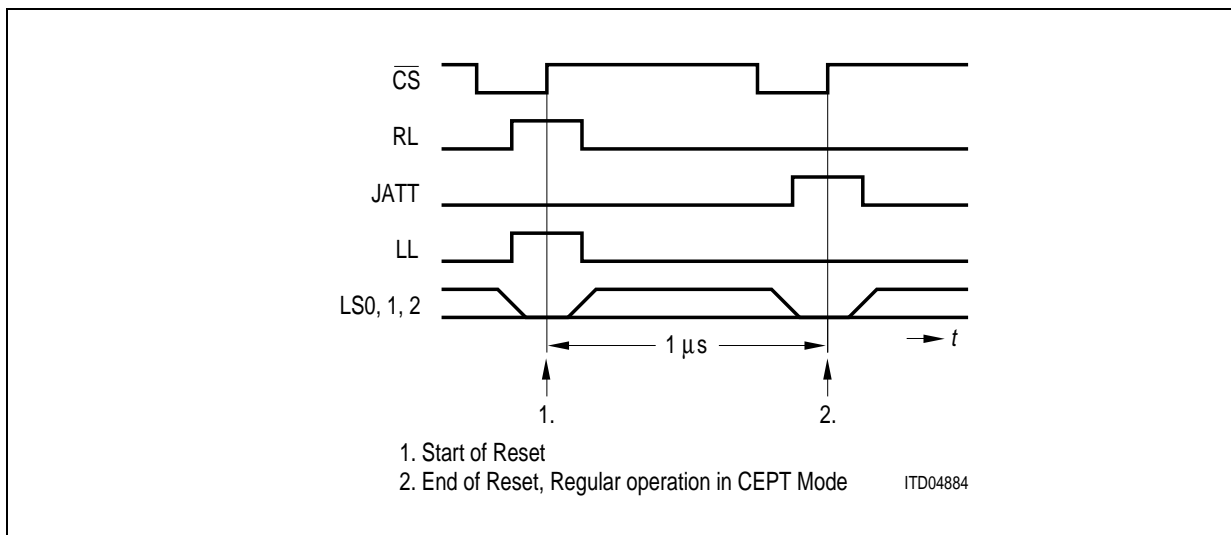 CS
RL
JATT
LL
LS0, 1, 2
1 µs
t
1.
2.
1. Start of Reset
2. End of Reset, Regular operation in CEPT Mode
ITD04884